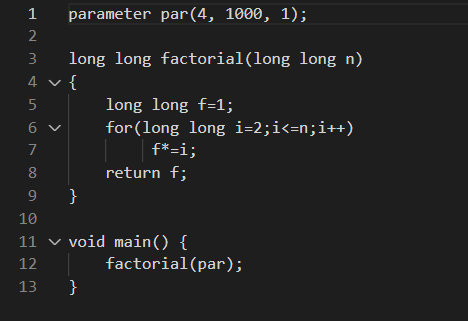 1 parameter par(4, 1000, 1);
2
3 long long factorial(long long n)
4 {
5     long long f=1;
6     for(long long i=2;i<=n;i++)
7         f*=i;
8     return f;
9 }
10
11 void main() {
12     factorial(par);
13 }